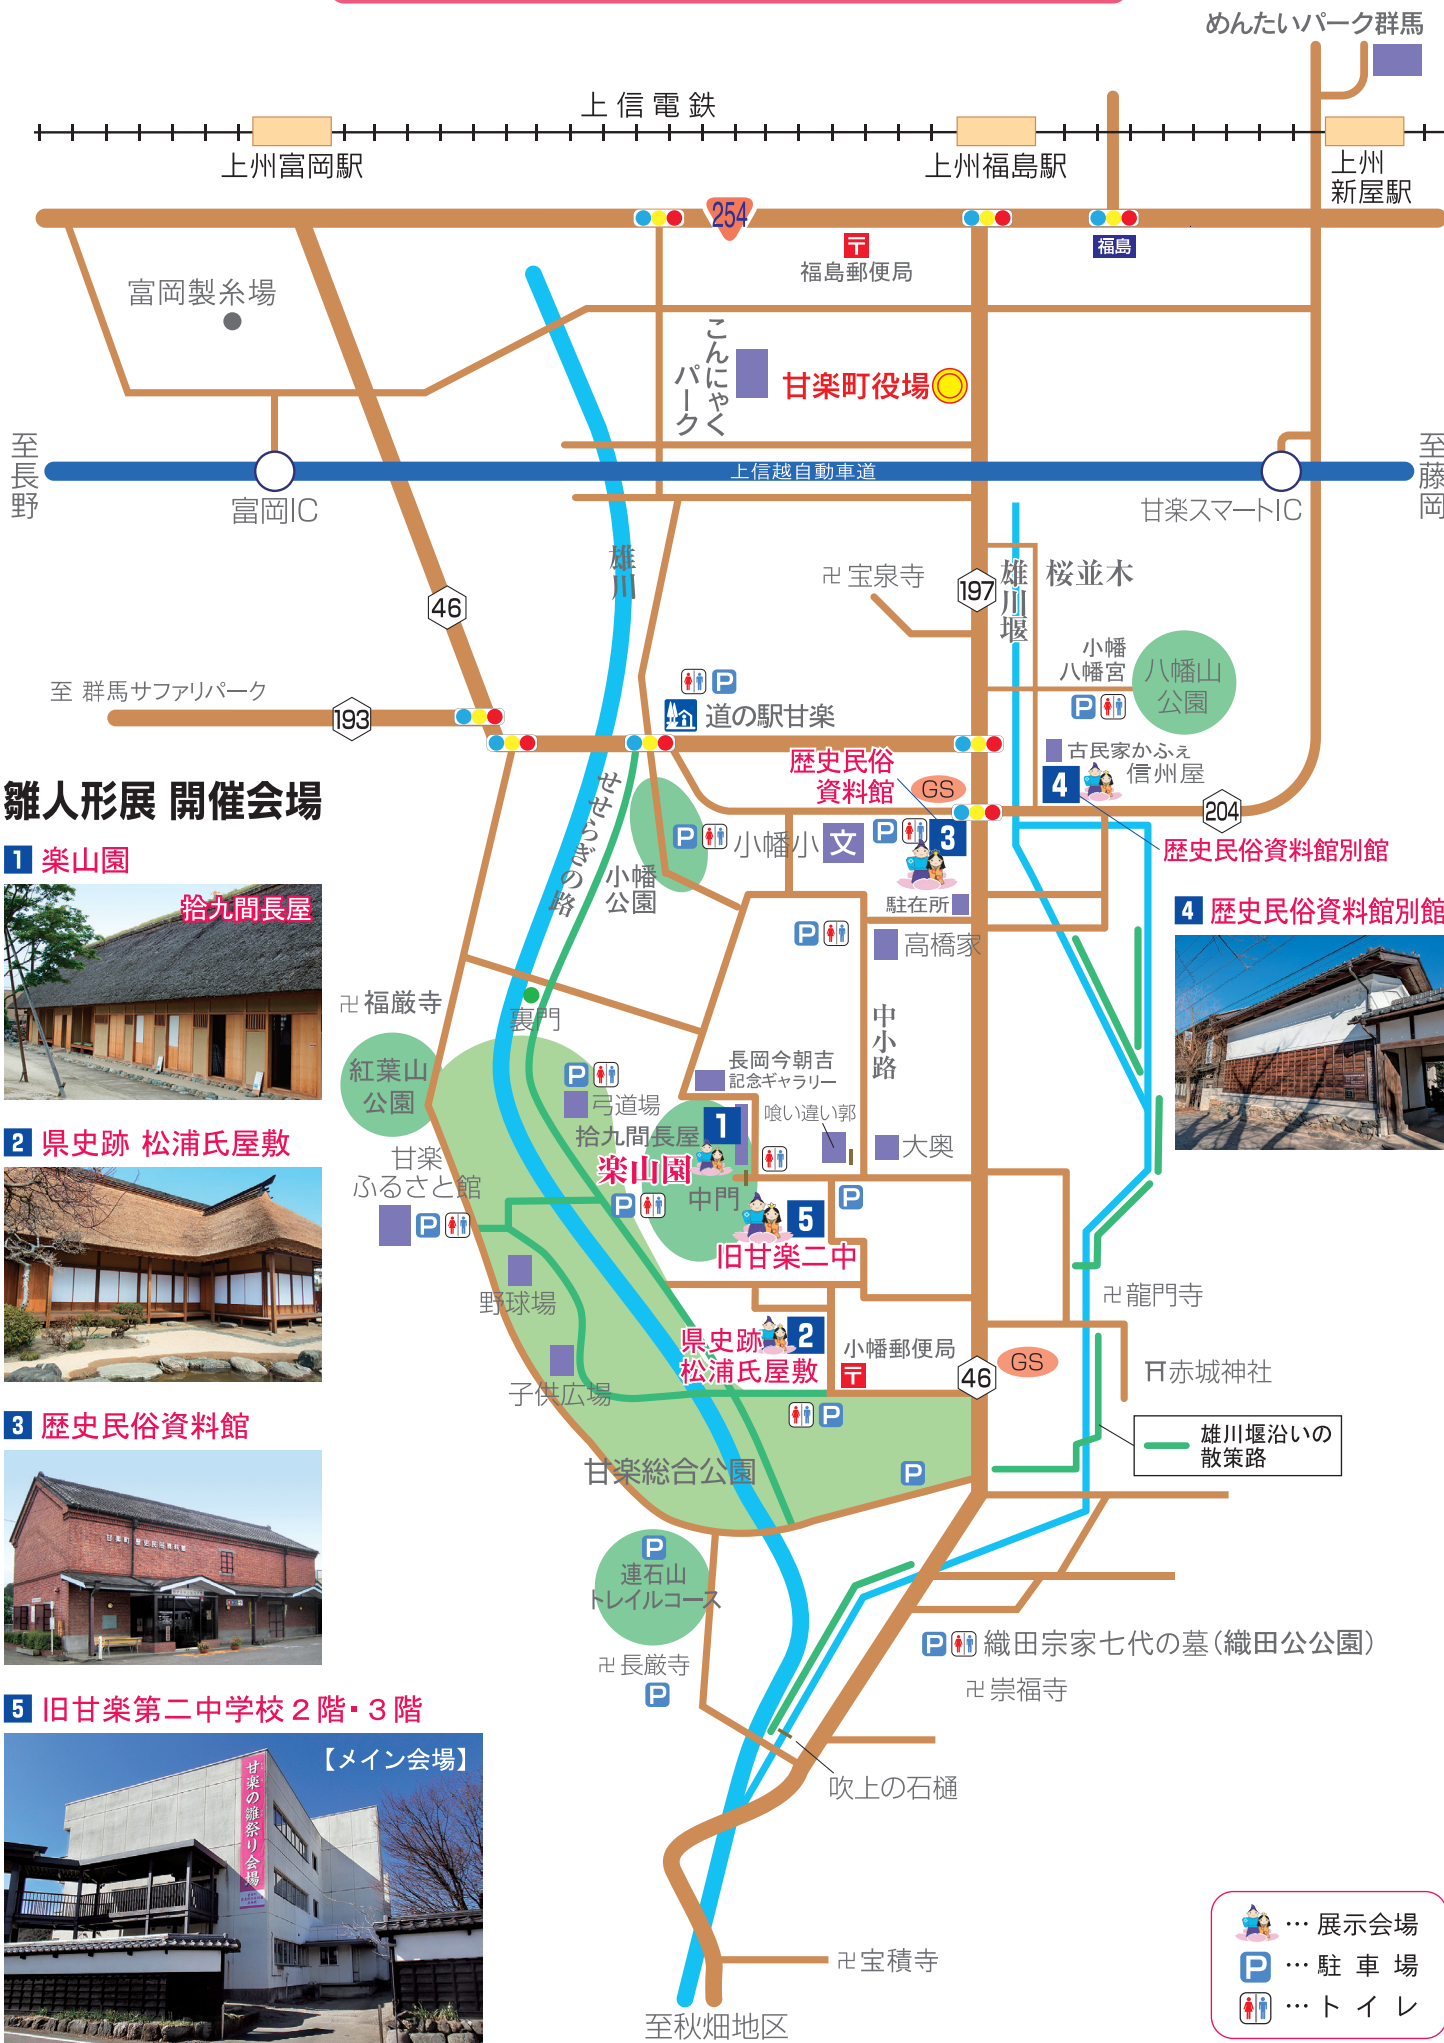 めんたいパーク群馬
上信電鉄
上州富岡駅
上州福島駅
上州
新屋駅
254
福島
福島郵便局
富岡製糸場
こんにゃく
パーク
甘楽町役場
至長野
上信越自動車道
至藤岡
富岡IC
甘楽スマートIC
雄川
卍宝泉寺
197
雄川堰
桜並木
46
小幡
八幡宮
八幡山
公園
P
至 群馬サファリパーク
193
P
道の駅甘楽
古民家かふぇ
信州屋
4
204
歴史民俗
資料館
GS
歴史民俗資料館別館
せせらぎの路
P
小幡小
文
P
3
小幡
公園
駐在所
P
高橋家
雛人形展 開催会場
1 楽山園
拾九間長屋
4 歴史民俗資料館別館
卍福厳寺
裏門
中小路
紅葉山
公園
長岡今朝吉
記念ギャラリー
P
弓道場
喰い違い郭
拾九間長屋
1
大奥
楽山園
2 県史跡 松浦氏屋敷
甘楽
ふるさと館
P
P
中門
P
5
旧甘楽二中
野球場
卍龍門寺
県史跡
松浦氏屋敷
2
小幡郵便局
46
GS
赤城神社
子供広場
P
雄川堰沿いの
散策路
3 歴史民俗資料館
甘楽町 歴史民俗資料館
甘楽総合公園
P
P
連石山
トレイルコース
P
織田宗家七代の墓(織田公公園)
卍長厳寺
P
卍崇福寺
5 旧甘楽第二中学校２階・３階
【メイン会場】
甘楽の雛祭り会場
吹上の石樋
卍宝積寺
至秋畑地区
…展示会場
P …駐車場
…トイレ